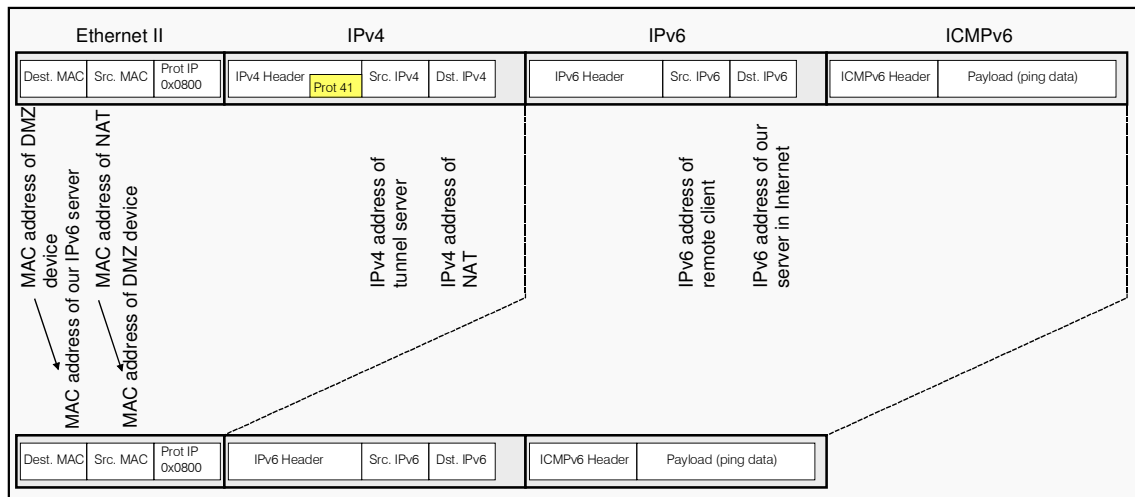 Ethernet II
IPv4
IPv6
ICMPv6
Dest. MAC
Src. MAC
Prot IP
0x0800
IPv4 Header
Prot 41
Src. IPv4
Dst. IPv4
IPv6 Header
Src. IPv6
Dst. IPv6
ICMPv6 Header
Payload (ping data)
MAC address of DMZ
device
MAC address of our IPv6 server
MAC address of NAT
MAC address of DMZ device
IPv4 address of
tunnel server
IPv4 address of
NAT
IPv6 address of
remote client
IPv6 address of our
server in Internet
Dest. MAC
Src. MAC
Prot IP
0x0800
IPv6 Header
Src. IPv6
Dst. IPv6
ICMPv6 Header
Payload (ping data)